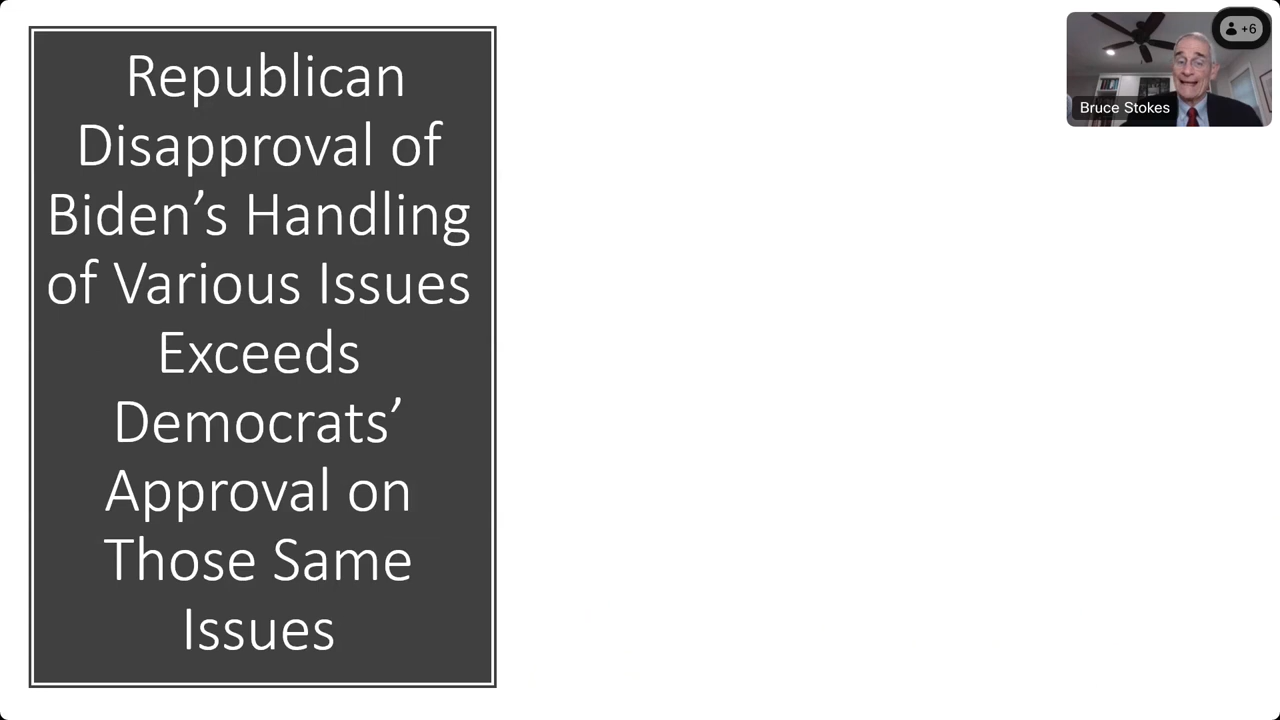 Republican
Disapproval of
Biden’s Handling
of Various Issues
Exceeds
Democrats’
Approval on
Those Same
Issues
+6
Bruce Stokes